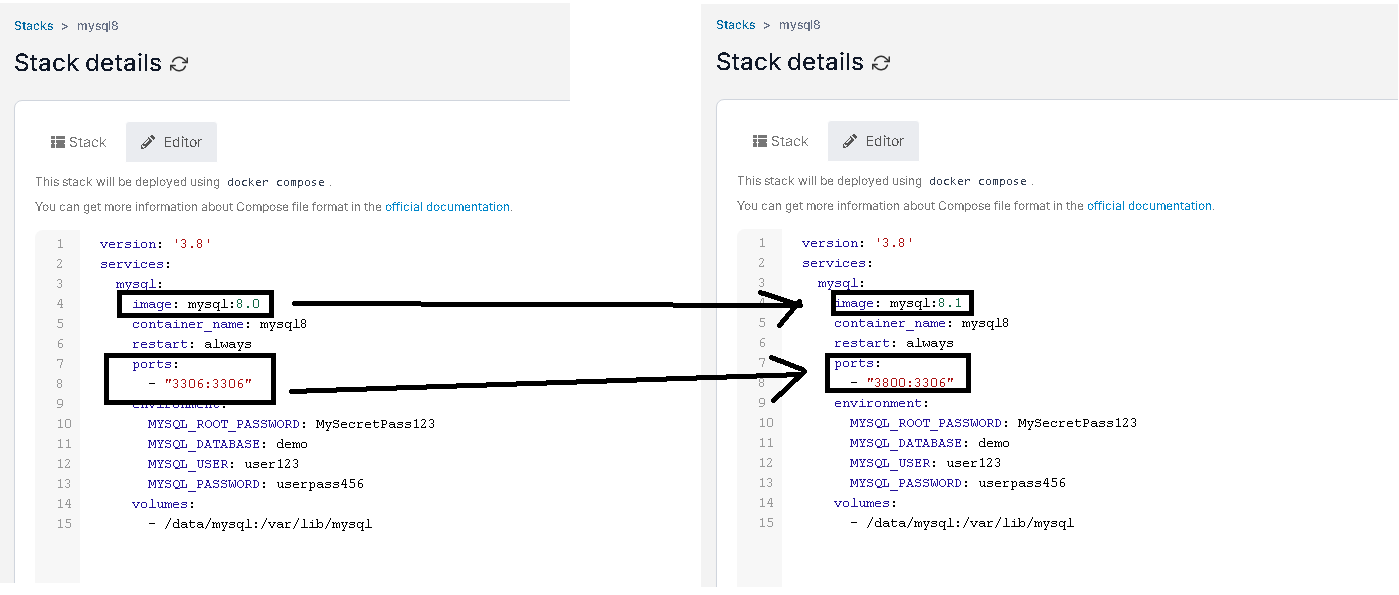 Stacks > mysql8
Stack details
Stack
Editor
This stack will be deployed using docker compose .
You can get more information about Compose file format in the official documentation.
1 version: '3.8'
2 services:
3 mysql:
4 image: mysql:8.0
5 container_name: mysql8
6 restart: always
7 ports:
8 - "3306:3306"
9 environment:
10 MYSQL_ROOT_PASSWORD: MySecretPass123
11 MYSQL_DATABASE: demo
12 MYSQL_USER: user123
13 MYSQL_PASSWORD: userpass456
14 volumes:
15 - /data/mysql:/var/lib/mysql
Stacks > mysql8
Stack details
Stack
Editor
This stack will be deployed using docker compose .
You can get more information about Compose file format in the official documentation.
1 version: '3.8'
2 services:
3 mysql:
4 image: mysql:8.1
5 container_name: mysql8
6 restart: always
7 ports:
8 - "3800:3306"
9 environment:
10 MYSQL_ROOT_PASSWORD: MySecretPass123
11 MYSQL_DATABASE: demo
12 MYSQL_USER: user123
13 MYSQL_PASSWORD: userpass456
14 volumes:
15 - /data/mysql:/var/lib/mysql